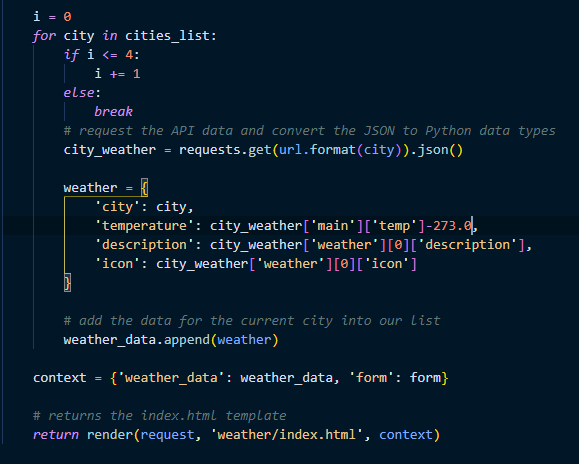 i = 0
for city in cities_list:
    if i <= 4:
        i += 1
    else:
        break
    # request the API data and convert the JSON to Python data types
    city_weather = requests.get(url.format(city)).json()
    weather = {
        'city': city,
        'temperature': city_weather['main']['temp']-273.0,
        'description': city_weather['weather'][0]['description'],
        'icon': city_weather['weather'][0]['icon']
    }
    # add the data for the current city into our list
    weather_data.append(weather)
context = {'weather_data': weather_data, 'form': form}
# returns the index.html template
return render(request, 'weather/index.html', context)